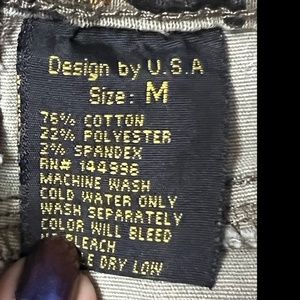 Design by U.S.A
Size: M
76% COTTON
22% POLYESTER
2% SPANDEX
RN# 144396
MACHINE WASH
COLD WATER ONLY
WASH SEPARATELY
COLOR WILL BLEED
BLEACH
DRY LOW